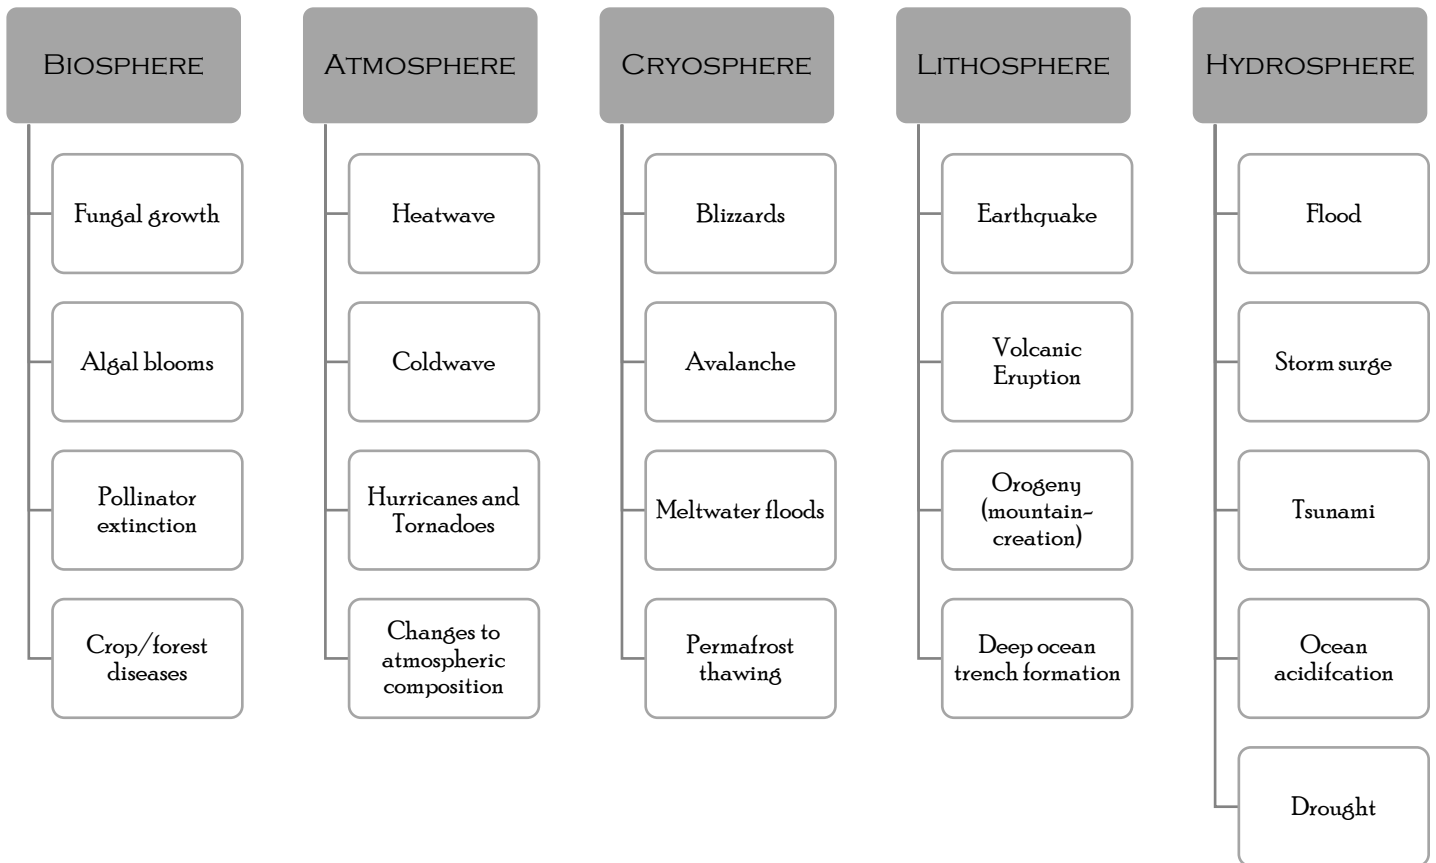 BIOSPHERE
Fungal growth
Algal blooms
Pollinator
extinction
Crop/forest
diseases
ATMOSPHERE
Heatwave
Coldwave
Hurricanes and
Tornadoes
Changes to
atmospheric
composition
CRYOSPHERE
Blizzards
Avalanche
Meltwater floods
Permafrost
thawing
LITHOSPHERE
Earthquake
Volcanic
Eruption
Orogeny
(mountain-
creation)
Deep ocean
trench formation
HYDROSPHERE
Flood
Storm surge
Tsunami
Ocean
acidifcation
Drought